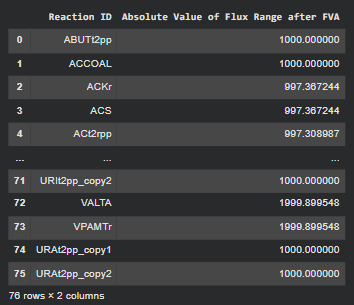 Reaction ID Absolute Value of Flux Range after FVA
0 ABUTt2pp 1000.000000
1 ACCOAL 1000.000000
2 ACKr 997.367244
3 ACS 997.367244
4 ACt2rpp 997.308987
... ... ...
71 URIt2pp_copy2 1000.000000
72 VALTA 1999.899548
73 VPAMTr 1999.899548
74 URAt2pp_copy1 1000.000000
75 URAt2pp_copy2 1000.000000
76 rows × 2 columns